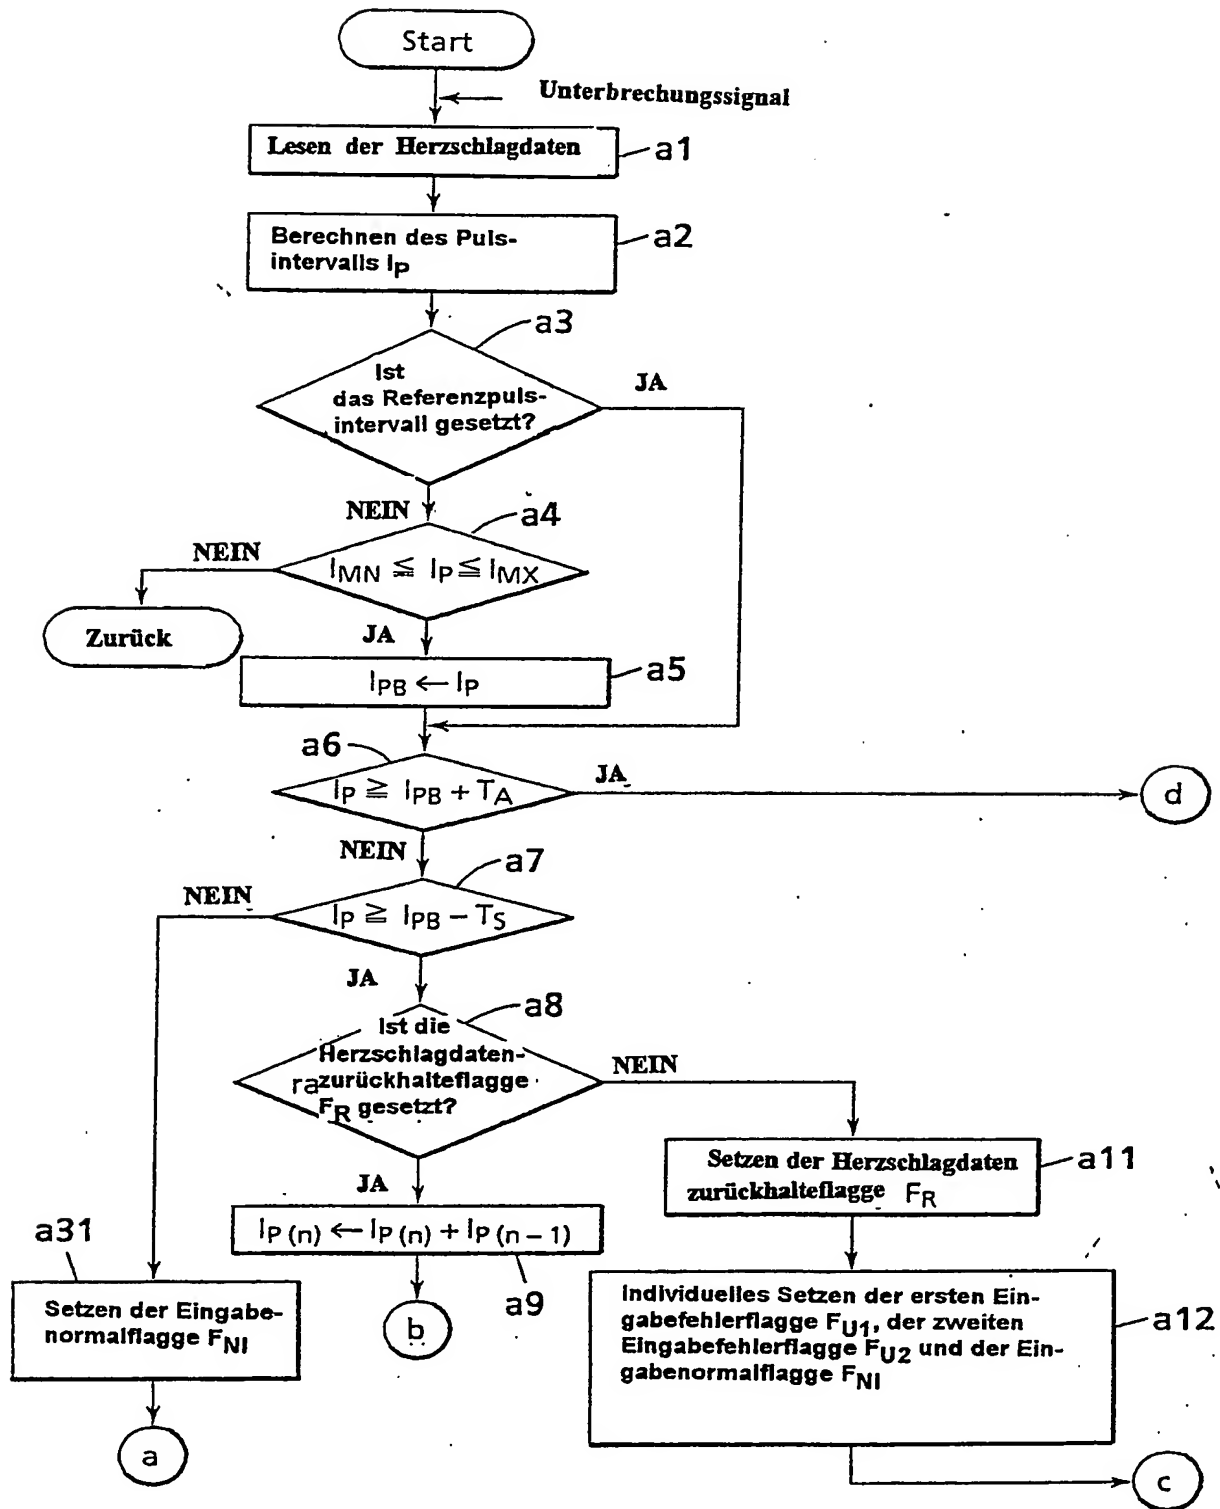 Start
Unterbrechungssignal
Lesen der Herzschlagdaten
a1
Berechnen des Puls-
intervalls IP
a2
a3
Ist
das Referenzpuls-
intervall gesetzt?
JA
NEIN
a4
NEIN
IMN ≦ IP ≦ IMX
Zurück
JA
IPB ← IP
a5
a6
IP ≧ IPB + TA
JA
d
NEIN
a7
NEIN
IP ≧ IPB − TS
JA
a8
Ist die
Herzschlagdaten-
razurückhalteflagge
FR gesetzt?
NEIN
Setzen der Herzschlagdaten
zurückhalteflagge FR
a11
JA
IP (n) ← IP (n) + IP (n − 1)
a9
a31
Setzen der Eingabe-
normalflagge FNI
b
Individuelles Setzen der ersten Ein-
gabefehlerflagge FU1, der zweiten
Eingabefehlerflagge FU2 und der Ein-
gabenormalflagge FNI
a12
a
c